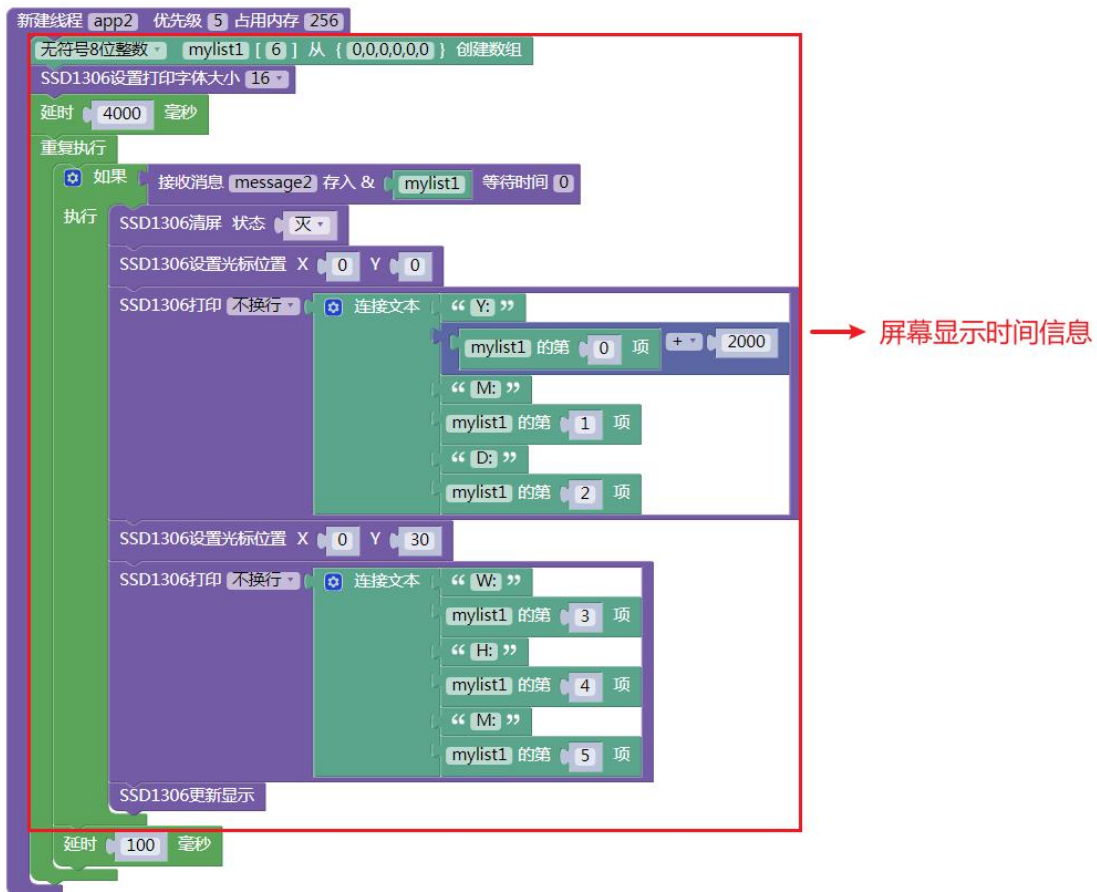 新建线程 app2 优先级 5 占用内存 256
无符号8位整数 mylist1 [ 6 ] 从 { 0,0,0,0,0,0 } 创建数组
SSD1306设置打印字体大小 16
延时 4000 毫秒
重复执行
如果 接收消息 message2 存入 & mylist1 等待时间 0
执行 SSD1306清屏 状态 灭
SSD1306设置光标位置 X 0 Y 0
SSD1306打印 不换行 连接文本 “ Y: ”
mylist1 的第 0 项 + 2000
屏幕显示时间信息
“ M: ”
mylist1 的第 1 项
“ D: ”
mylist1 的第 2 项
SSD1306设置光标位置 X 0 Y 30
SSD1306打印 不换行 连接文本 “ W: ”
mylist1 的第 3 项
“ H: ”
mylist1 的第 4 项
“ M: ”
mylist1 的第 5 项
SSD1306更新显示
延时 100 毫秒